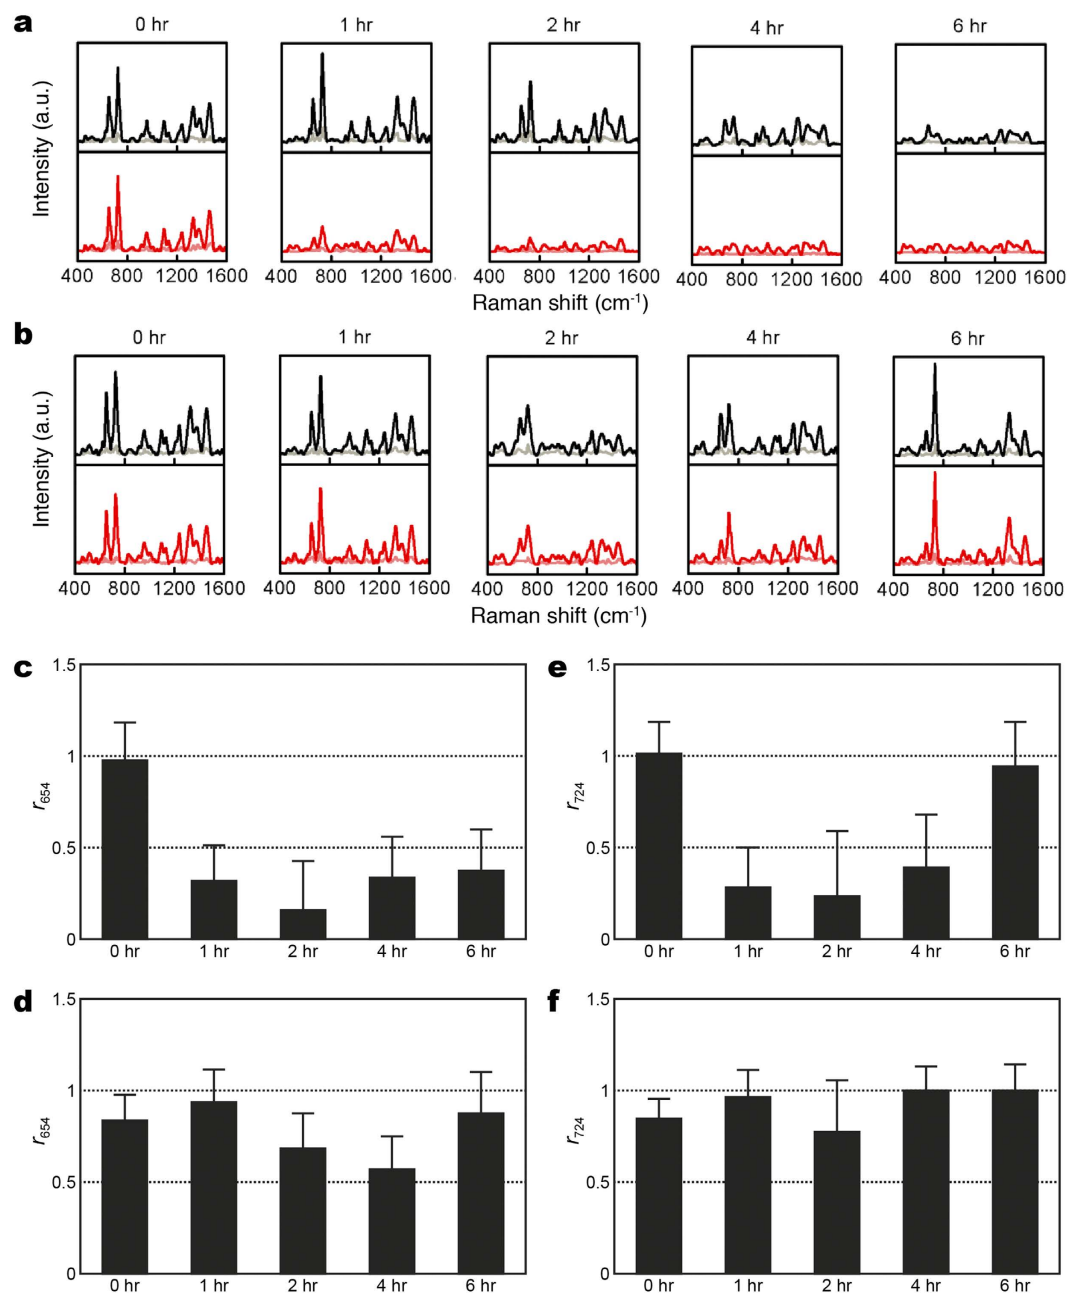 a
0 hr 1 hr 2 hr 4 hr 6 hr
Intensity (a.u.)
400 800 1200 1600 400 800 1200 1600 400 800 1200 1600 400 800 1200 1600 400 800 1200 1600
Raman shift (cm⁻¹)
b
0 hr 1 hr 2 hr 4 hr 6 hr
Intensity (a.u.)
400 800 1200 1600 400 800 1200 1600 400 800 1200 1600 400 800 1200 1600 400 800 1200 1600
Raman shift (cm⁻¹)
c
1.5
1
0.5
0
r654
0 hr 1 hr 2 hr 4 hr 6 hr
e
1.5
1
0.5
0
r724
0 hr 1 hr 2 hr 4 hr 6 hr
d
1.5
1
0.5
0
r654
0 hr 1 hr 2 hr 4 hr 6 hr
f
1.5
1
0.5
0
r724
0 hr 1 hr 2 hr 4 hr 6 hr